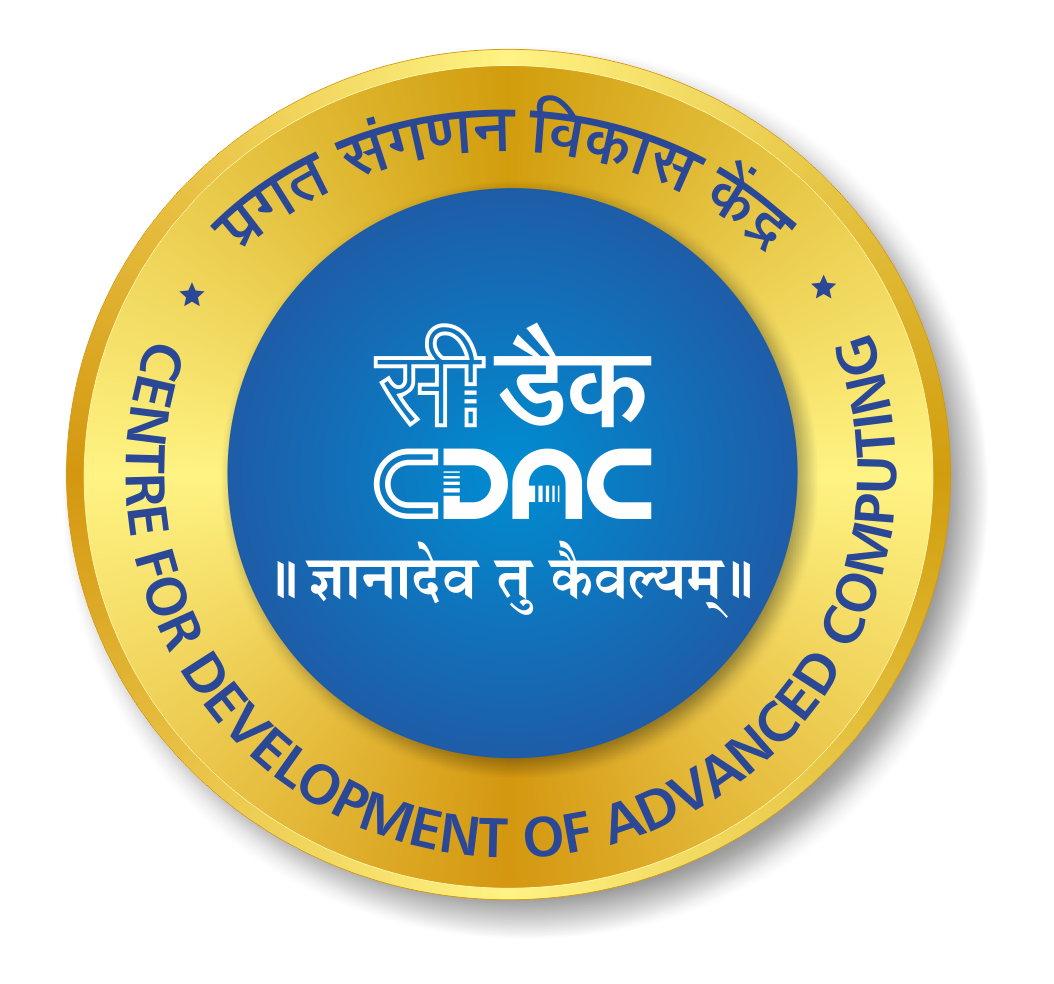 प्रगत संगणन विकास केंद्र
सी डैक
CDAC
॥ ज्ञानादेव तु कैवल्यम् ॥
CENTRE FOR DEVELOPMENT OF ADVANCED COMPUTING